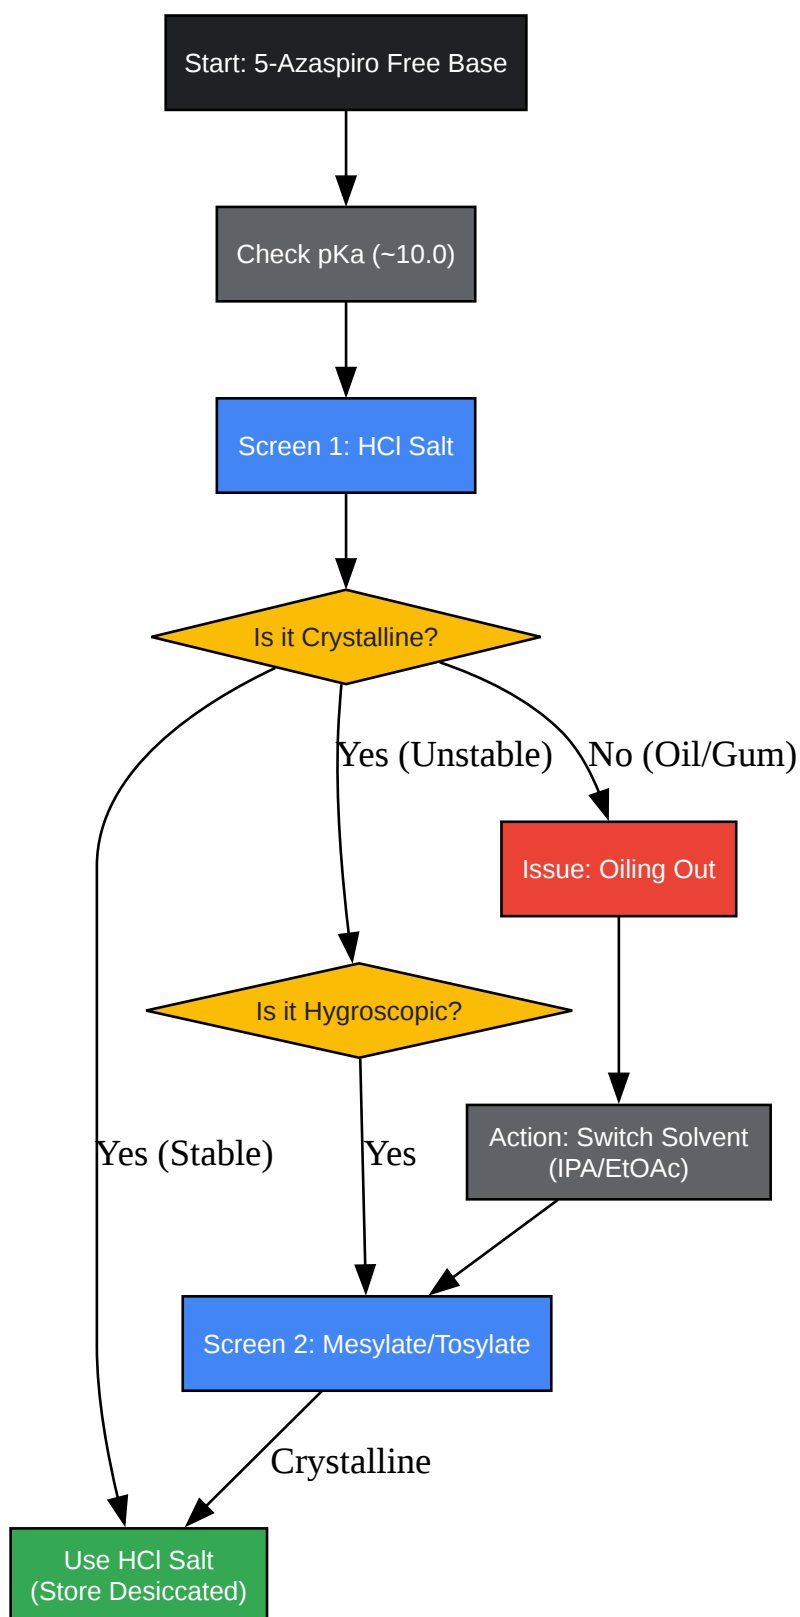 Start: 5-Azaspiro Free Base
Check pKa (~10.0)
Screen 1: HCl Salt
Is it Crystalline?
Yes (Unstable)
No (Oil/Gum)
Issue: Oiling Out
Is it Hygroscopic?
Action: Switch Solvent
(IPA/EtOAc)
Yes (Stable)
Yes
Screen 2: Mesylate/Tosylate
Crystalline
Use HCl Salt
(Store Desiccated)